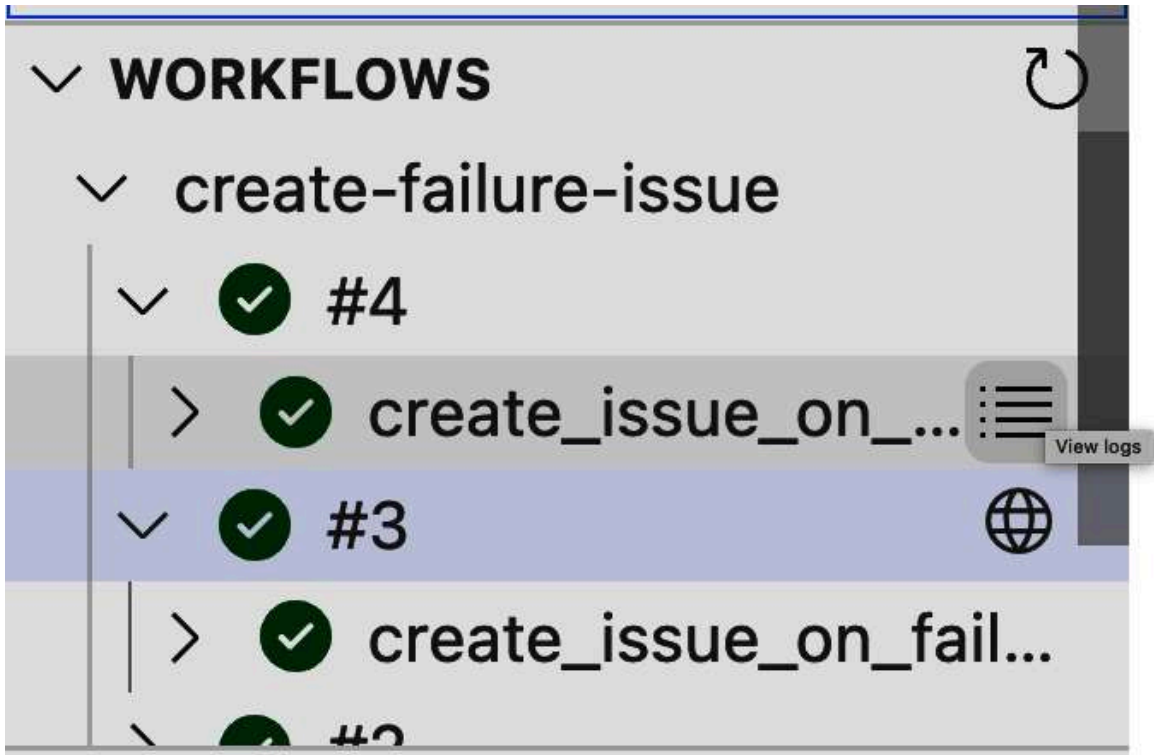 WORKFLOWS
create-failure-issue
#4
create_issue_on_...
View logs
#3
create_issue_on_fail...